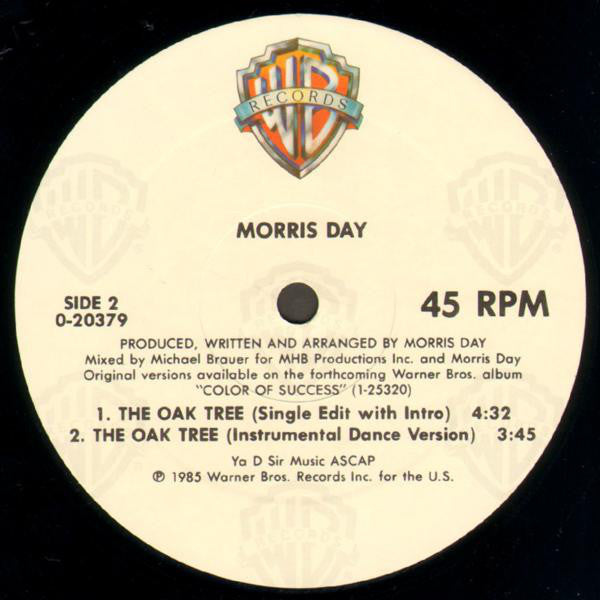 WB
RECORDS
MORRIS DAY
SIDE 2
0-20379
45 RPM
PRODUCED, WRITTEN AND ARRANGED BY MORRIS DAY
Mixed by Michael Brauer for MHB Productions Inc. and Morris Day
Original versions available on the forthcoming Warner Bros. album
"COLOR OF SUCCESS" (1-25320)
1. THE OAK TREE (Single Edit with Intro) 4:32
2. THE OAK TREE (Instrumental Dance Version) 3:45
Ya D Sir Music ASCAP
℗ 1985 Warner Bros. Records Inc. for the U.S.